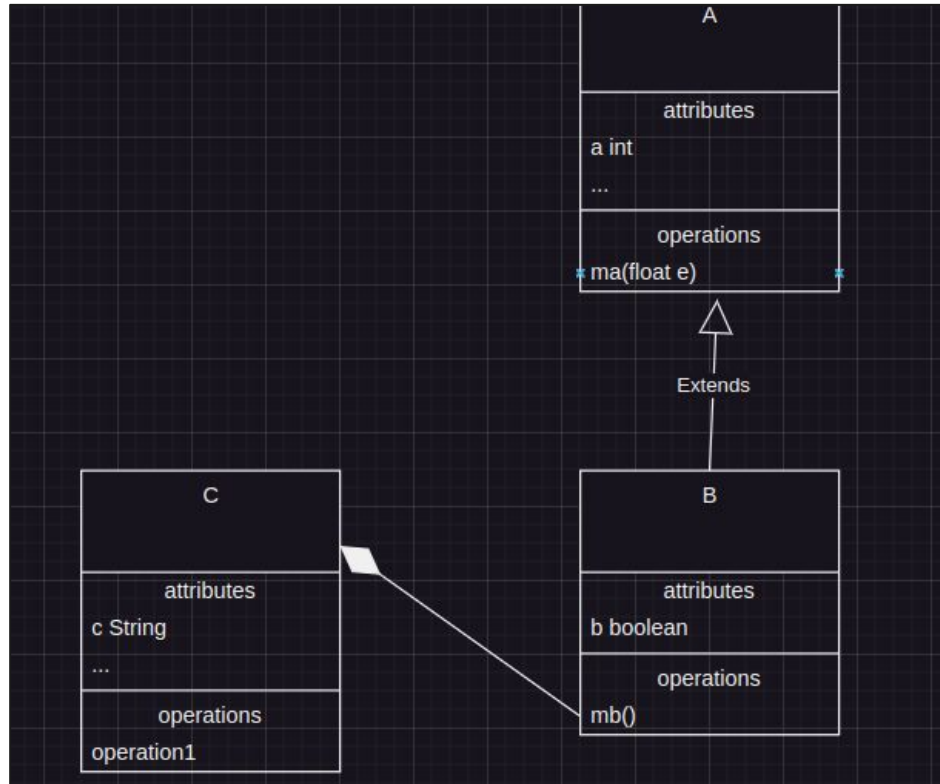 A
attributes
a int
...
operations
ma(float e)
Extends
C
attributes
c String
...
operations
operation1
B
attributes
b boolean
operations
mb()